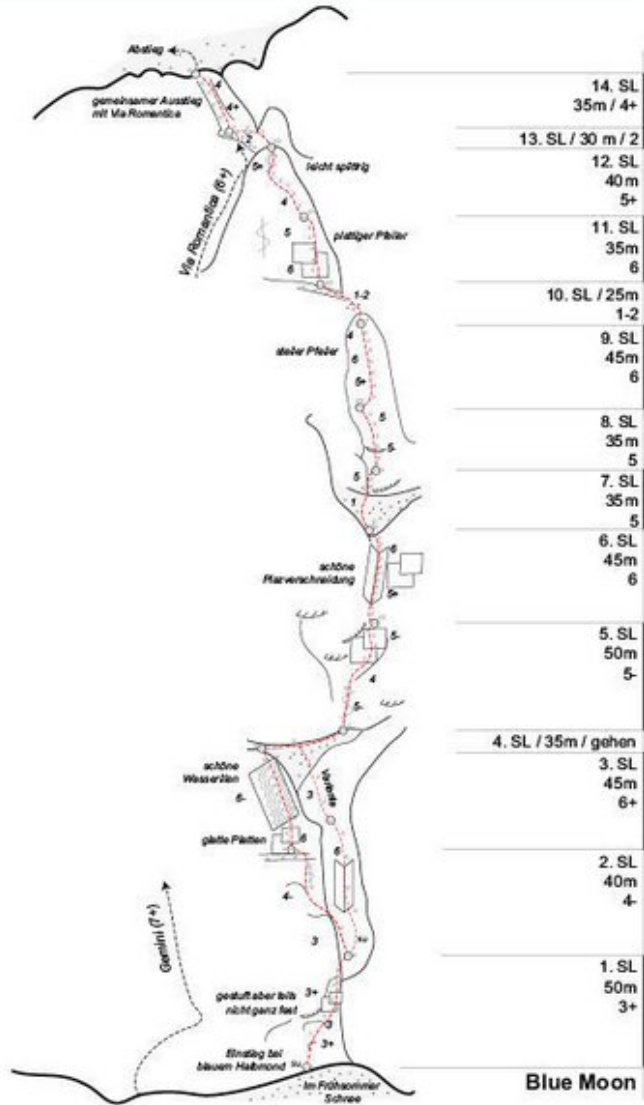 Abstieg
gemeinsamer Ausstieg
mit Via Romantica
4
4+
2
5+
leicht splittrig
Via Romantica (6+)
4
5
plattiger Pfeiler
6
1-2
4
steiler Pfeiler
6
5+
5
5-
5
1
6
schöne
Plazverschneidung
5+
5-
4
5-
schöne
Wasserrillen
6-
3
Variante
glatte Platten
6
6
4-
3
Gemini (7+)
3+
gestuft aber teils
nicht ganz fest
3
3+
Einstieg bei
blauem Halbmond
Im Frühsommer
Schnee
14. SL
35m / 4+
13. SL / 30 m / 2
12. SL
40m
5+
11. SL
35m
6
10. SL / 25m
1-2
9. SL
45m
6
8. SL
35m
5
7. SL
35m
5
6. SL
45m
6
5. SL
50m
5-
4. SL / 35m / gehen
3. SL
45m
6+
2. SL
40m
4-
1. SL
50m
3+
Blue Moon